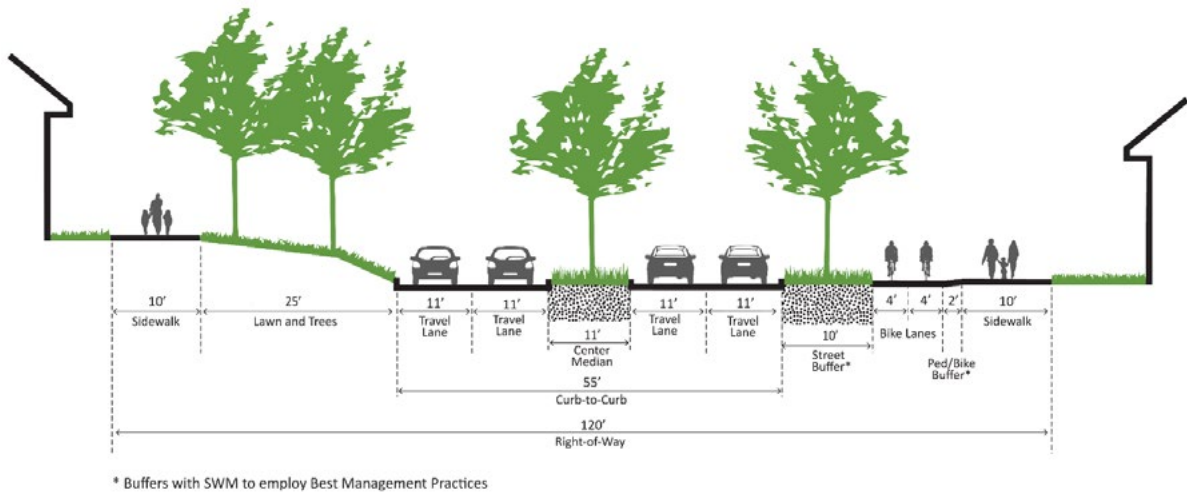 10’
Sidewalk
25’
Lawn and Trees
11’
Travel
Lane
11’
Travel
Lane
11’
Center
Median
11’
Travel
Lane
11’
Travel
Lane
10’
Street
Buffer*
4’
4’
Bike Lanes
2’
Ped/Bike
Buffer*
10’
Sidewalk
55’
Curb-to-Curb
120’
Right-of-Way
* Buffers with SWM to employ Best Management Practices